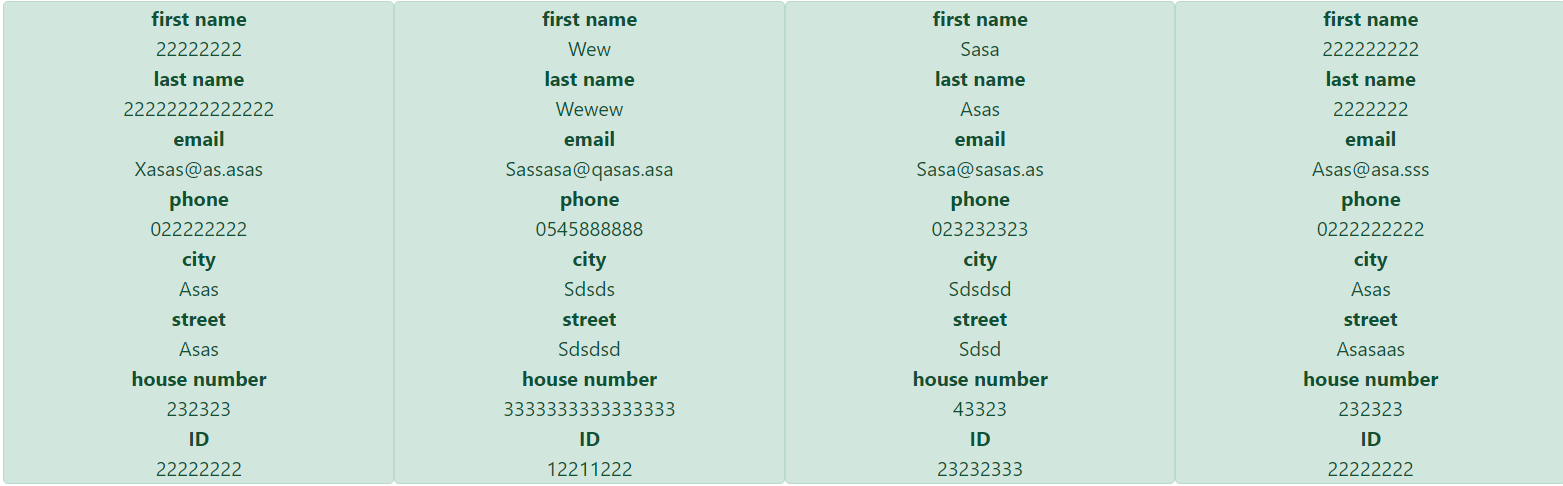 first name
22222222
last name
22222222222222
email
Xasas@as.asas
phone
022222222
city
Asas
street
Asas
house number
232323
ID
22222222
first name
Wew
last name
Wewew
email
Sassasa@qasas.asa
phone
0545888888
city
Sdsds
street
Sdsdsd
house number
3333333333333333
ID
12211222
first name
Sasa
last name
Asas
email
Sasa@sasas.as
phone
023232323
city
Sdsdsd
street
Sdsd
house number
43323
ID
23232333
first name
222222222
last name
2222222
email
Asas@asa.sss
phone
0222222222
city
Asas
street
Asasaas
house number
232323
ID
22222222